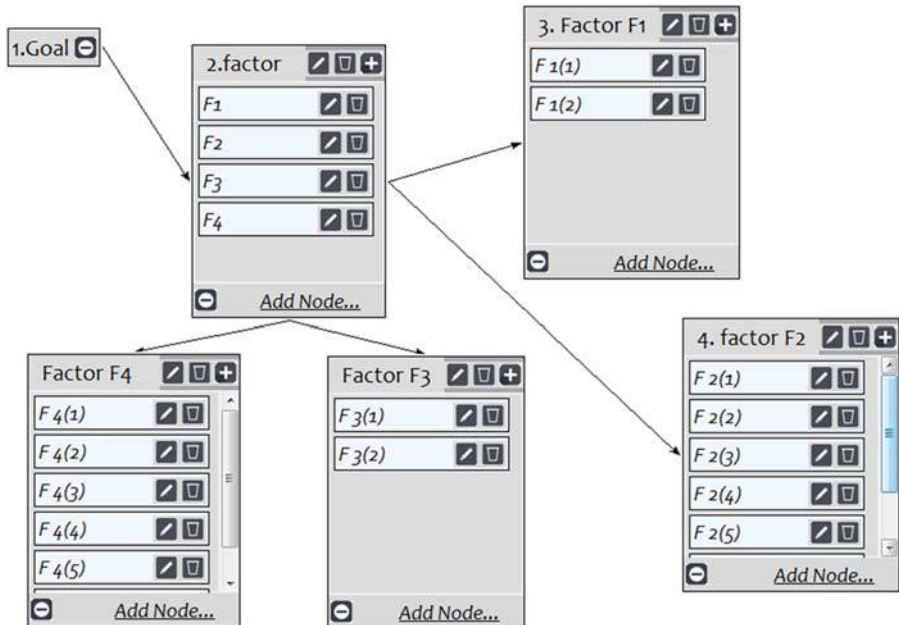 1.Goal
2.factor
F1
F2
F3
F4
Add Node...
3. Factor F1
F 1(1)
F 1(2)
Add Node...
4. factor F2
F 2(1)
F 2(2)
F 2(3)
F 2(4)
F 2(5)
Add Node...
Factor F4
F 4(1)
F 4(2)
F 4(3)
F 4(4)
F 4(5)
Add Node...
Factor F3
F 3(1)
F 3(2)
Add Node...